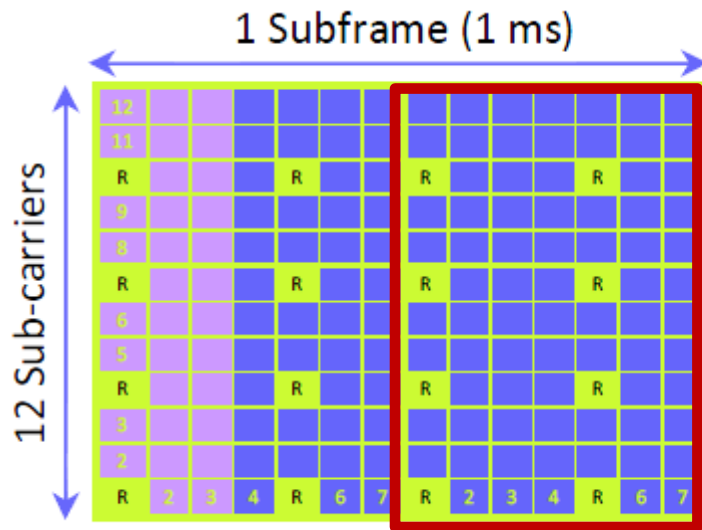 1 Subframe (1 ms)
12 Sub-carriers
12
11
R R R R
9
8
R R R R
6
5
R R R R
3
2
R 2 3 4 R 6 7 R 2 3 4 R 6 7